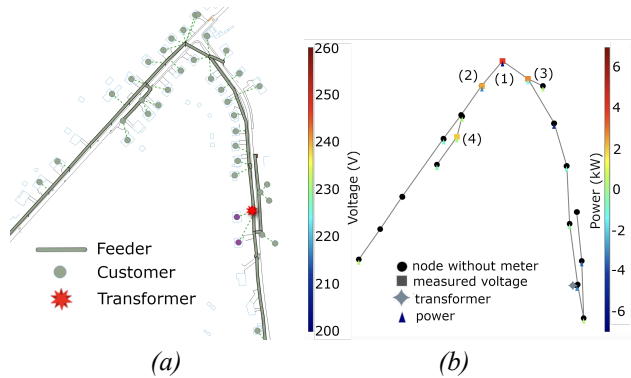 Feeder
Customer
Transformer
(a)
260
250
240
230
220
210
200
Voltage (V)
(2)
(1)
(3)
(4)
node without meter
measured voltage
transformer
power
6
4
2
0
-2
-4
-6
Power (kW)
(b)